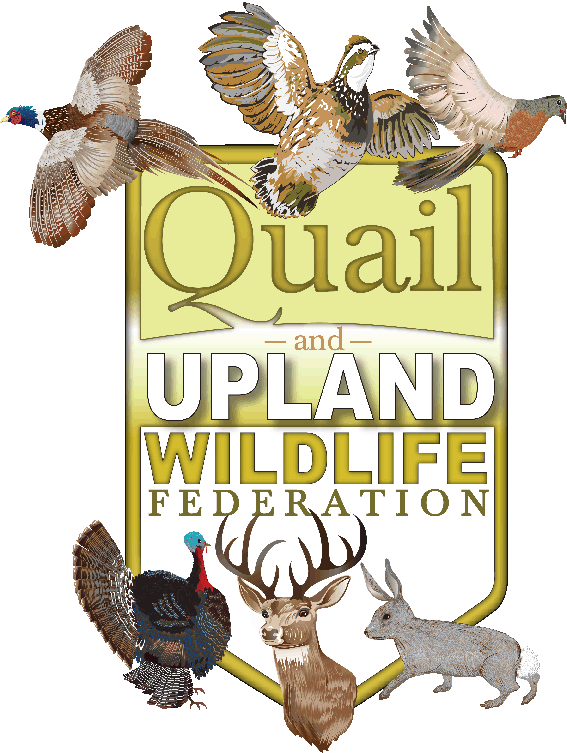 Quail
— and —
UPLAND
WILDLIFE
FEDERATION